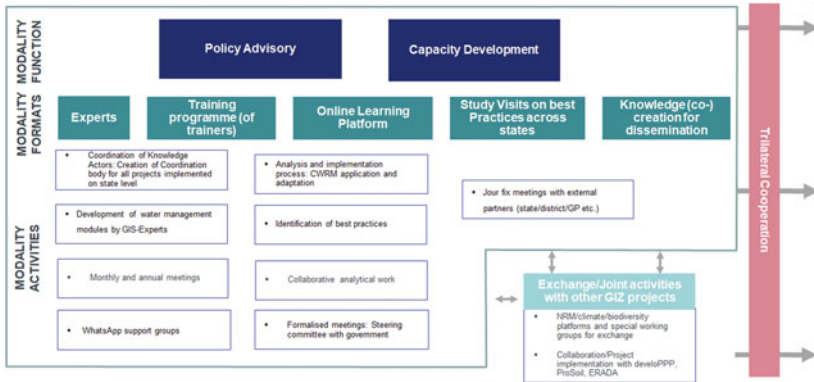 MODALITY
FUNCTION
Policy Advisory
Capacity Development
MODALITY
FORMATS
Experts
Training
programme (of
trainers)
Online Learning
Platform
Study Visits on best
Practices across
states
Knowledge (co-)
creation for
dissemination
MODALITY
ACTIVITIES
• Coordination of Knowledge
Actors: Creation of Coordination
body for all projects implemented
on state level
• Analysis and implementation
process: CWRM application and
adaptation
• Jour fix meetings with external
partners (state/district/GP etc.)
• Development of water management
modules by GIS-Experts
• Identification of best practices
• Monthly and annual meetings
• Collaborative analytical work
• WhatsApp support groups
• Formalised meetings: Steering
committee with government
Exchange/Joint activities
with other GIZ projects
• NRM/climate/biodiversity
platforms and special working
groups for exchange
• Collaboration/Project
implementation with develoPPP,
ProSoil, ERADA
Trilateral Cooperation